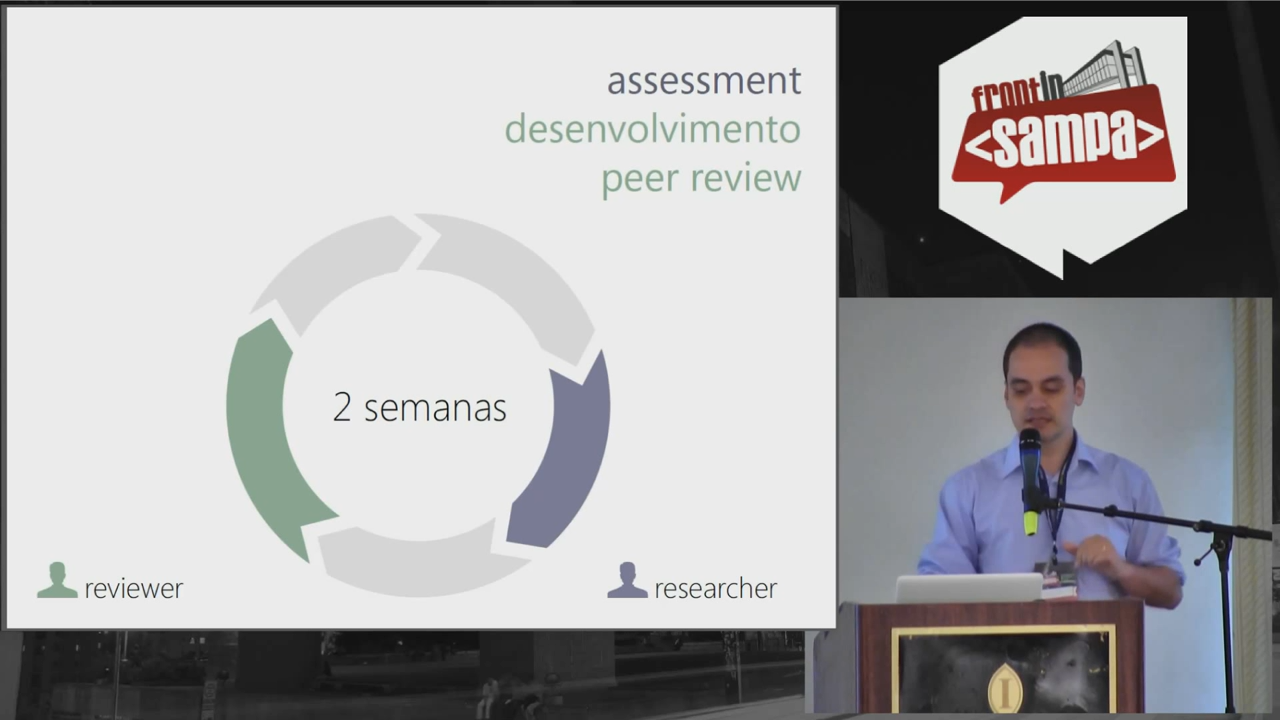 assessment
desenvolvimento
peer review
2 semanas
reviewer
researcher
frontin
<sampa>
I